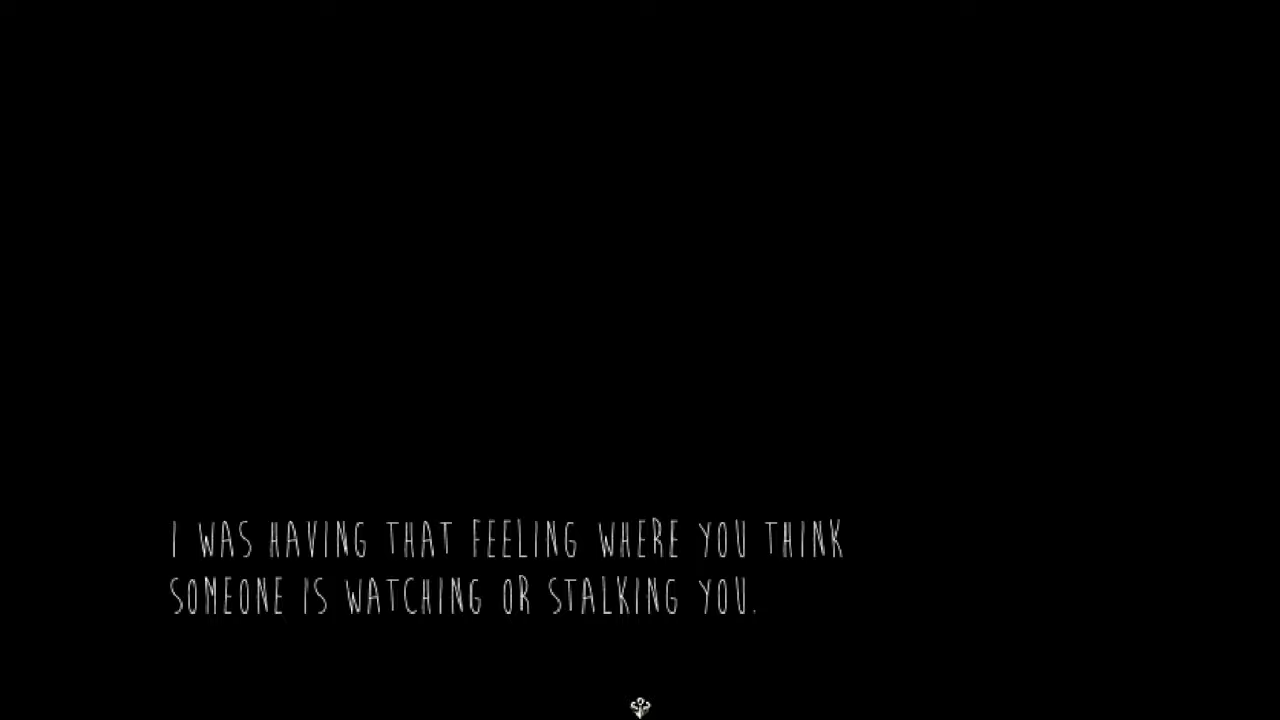 I WAS HAVING THAT FEELING WHERE YOU THINK
SOMEONE IS WATCHING OR STALKING YOU.